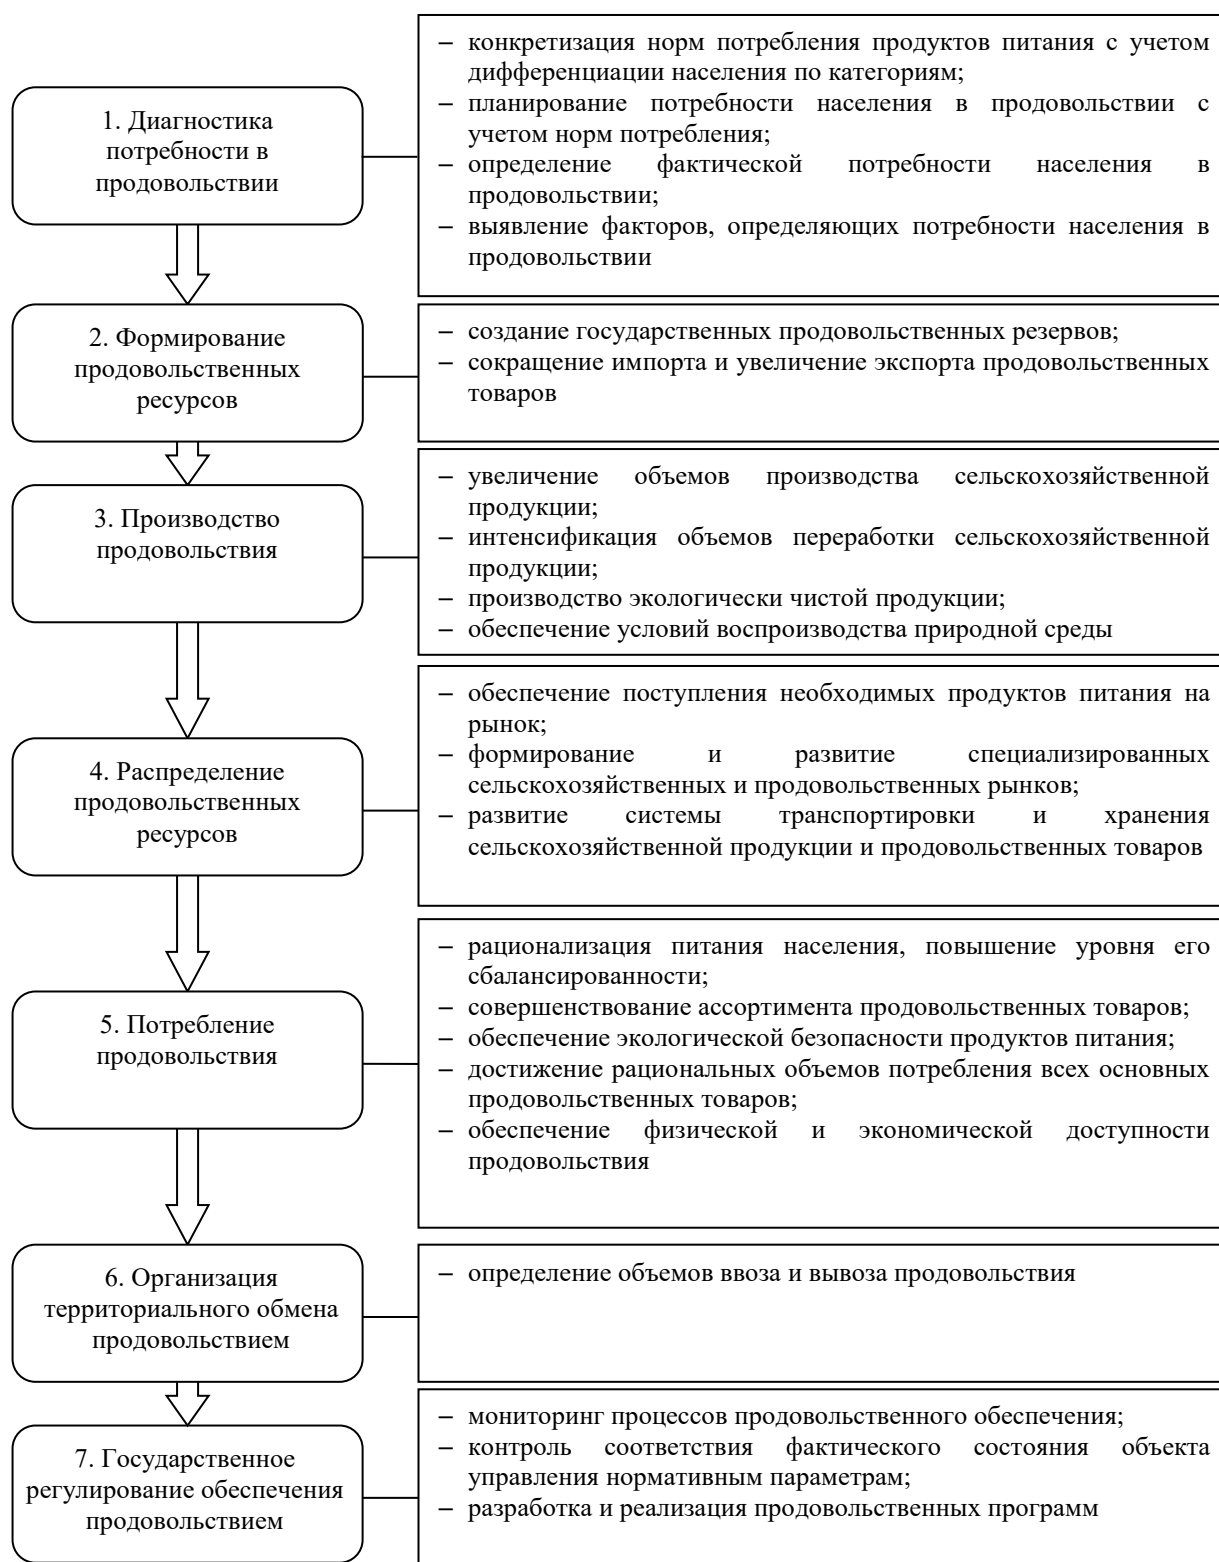 1. Диагностика
потребности в
продовольствии
– конкретизация норм потребления продуктов питания с учетом
дифференциации населения по категориям;
– планирование потребности населения в продовольствии с
учетом норм потребления;
– определение фактической потребности населения в
продовольствии;
– выявление факторов, определяющих потребности населения в
продовольствии
2. Формирование
продовольственных
ресурсов
– создание государственных продовольственных резервов;
– сокращение импорта и увеличение экспорта продовольственных
товаров
3. Производство
продовольствия
– увеличение объемов производства сельскохозяйственной
продукции;
– интенсификация объемов переработки сельскохозяйственной
продукции;
– производство экологически чистой продукции;
– обеспечение условий воспроизводства природной среды
4. Распределение
продовольственных
ресурсов
– обеспечение поступления необходимых продуктов питания на
рынок;
– формирование и развитие специализированных
сельскохозяйственных и продовольственных рынков;
– развитие системы транспортировки и хранения
сельскохозяйственной продукции и продовольственных товаров
5. Потребление
продовольствия
– рационализация питания населения, повышение уровня его
сбалансированности;
– совершенствование ассортимента продовольственных товаров;
– обеспечение экологической безопасности продуктов питания;
– достижение рациональных объемов потребления всех основных
продовольственных товаров;
– обеспечение физической и экономической доступности
продовольствия
6. Организация
территориального обмена
продовольствием
– определение объемов ввоза и вывоза продовольствия
7. Государственное
регулирование обеспечения
продовольствием
– мониторинг процессов продовольственного обеспечения;
– контроль соответствия фактического состояния объекта
управления нормативным параметрам;
– разработка и реализация продовольственных программ